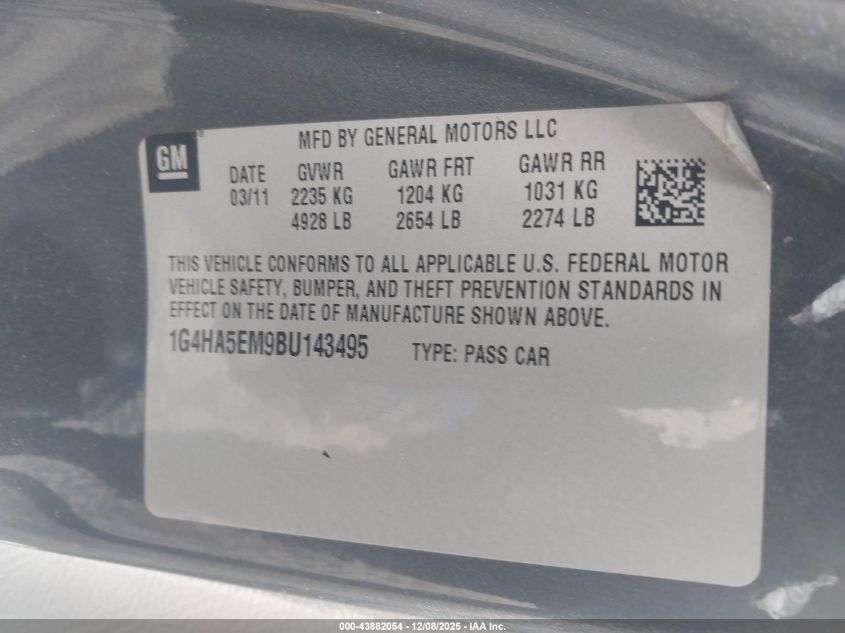 MFD BY GENERAL MOTORS LLC
GM®
DATE GVWR GAWR FRT GAWR RR
03/11 2235 KG 1204 KG 1031 KG
4928 LB 2654 LB 2274 LB
THIS VEHICLE CONFORMS TO ALL APPLICABLE U.S. FEDERAL MOTOR
VEHICLE SAFETY, BUMPER, AND THEFT PREVENTION STANDARDS IN
EFFECT ON THE DATE OF MANUFACTURE SHOWN ABOVE.
1G4HA5EM9BU143495 TYPE: PASS CAR
000-43882054 - 12/08/2025 - IAA Inc.